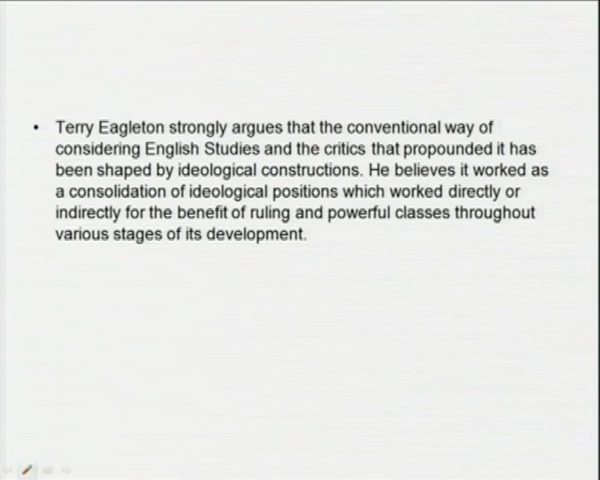 • Terry Eagleton strongly argues that the conventional way of
considering English Studies and the critics that propounded it has
been shaped by ideological constructions. He believes it worked as
a consolidation of ideological positions which worked directly or
indirectly for the benefit of ruling and powerful classes throughout
various stages of its development.